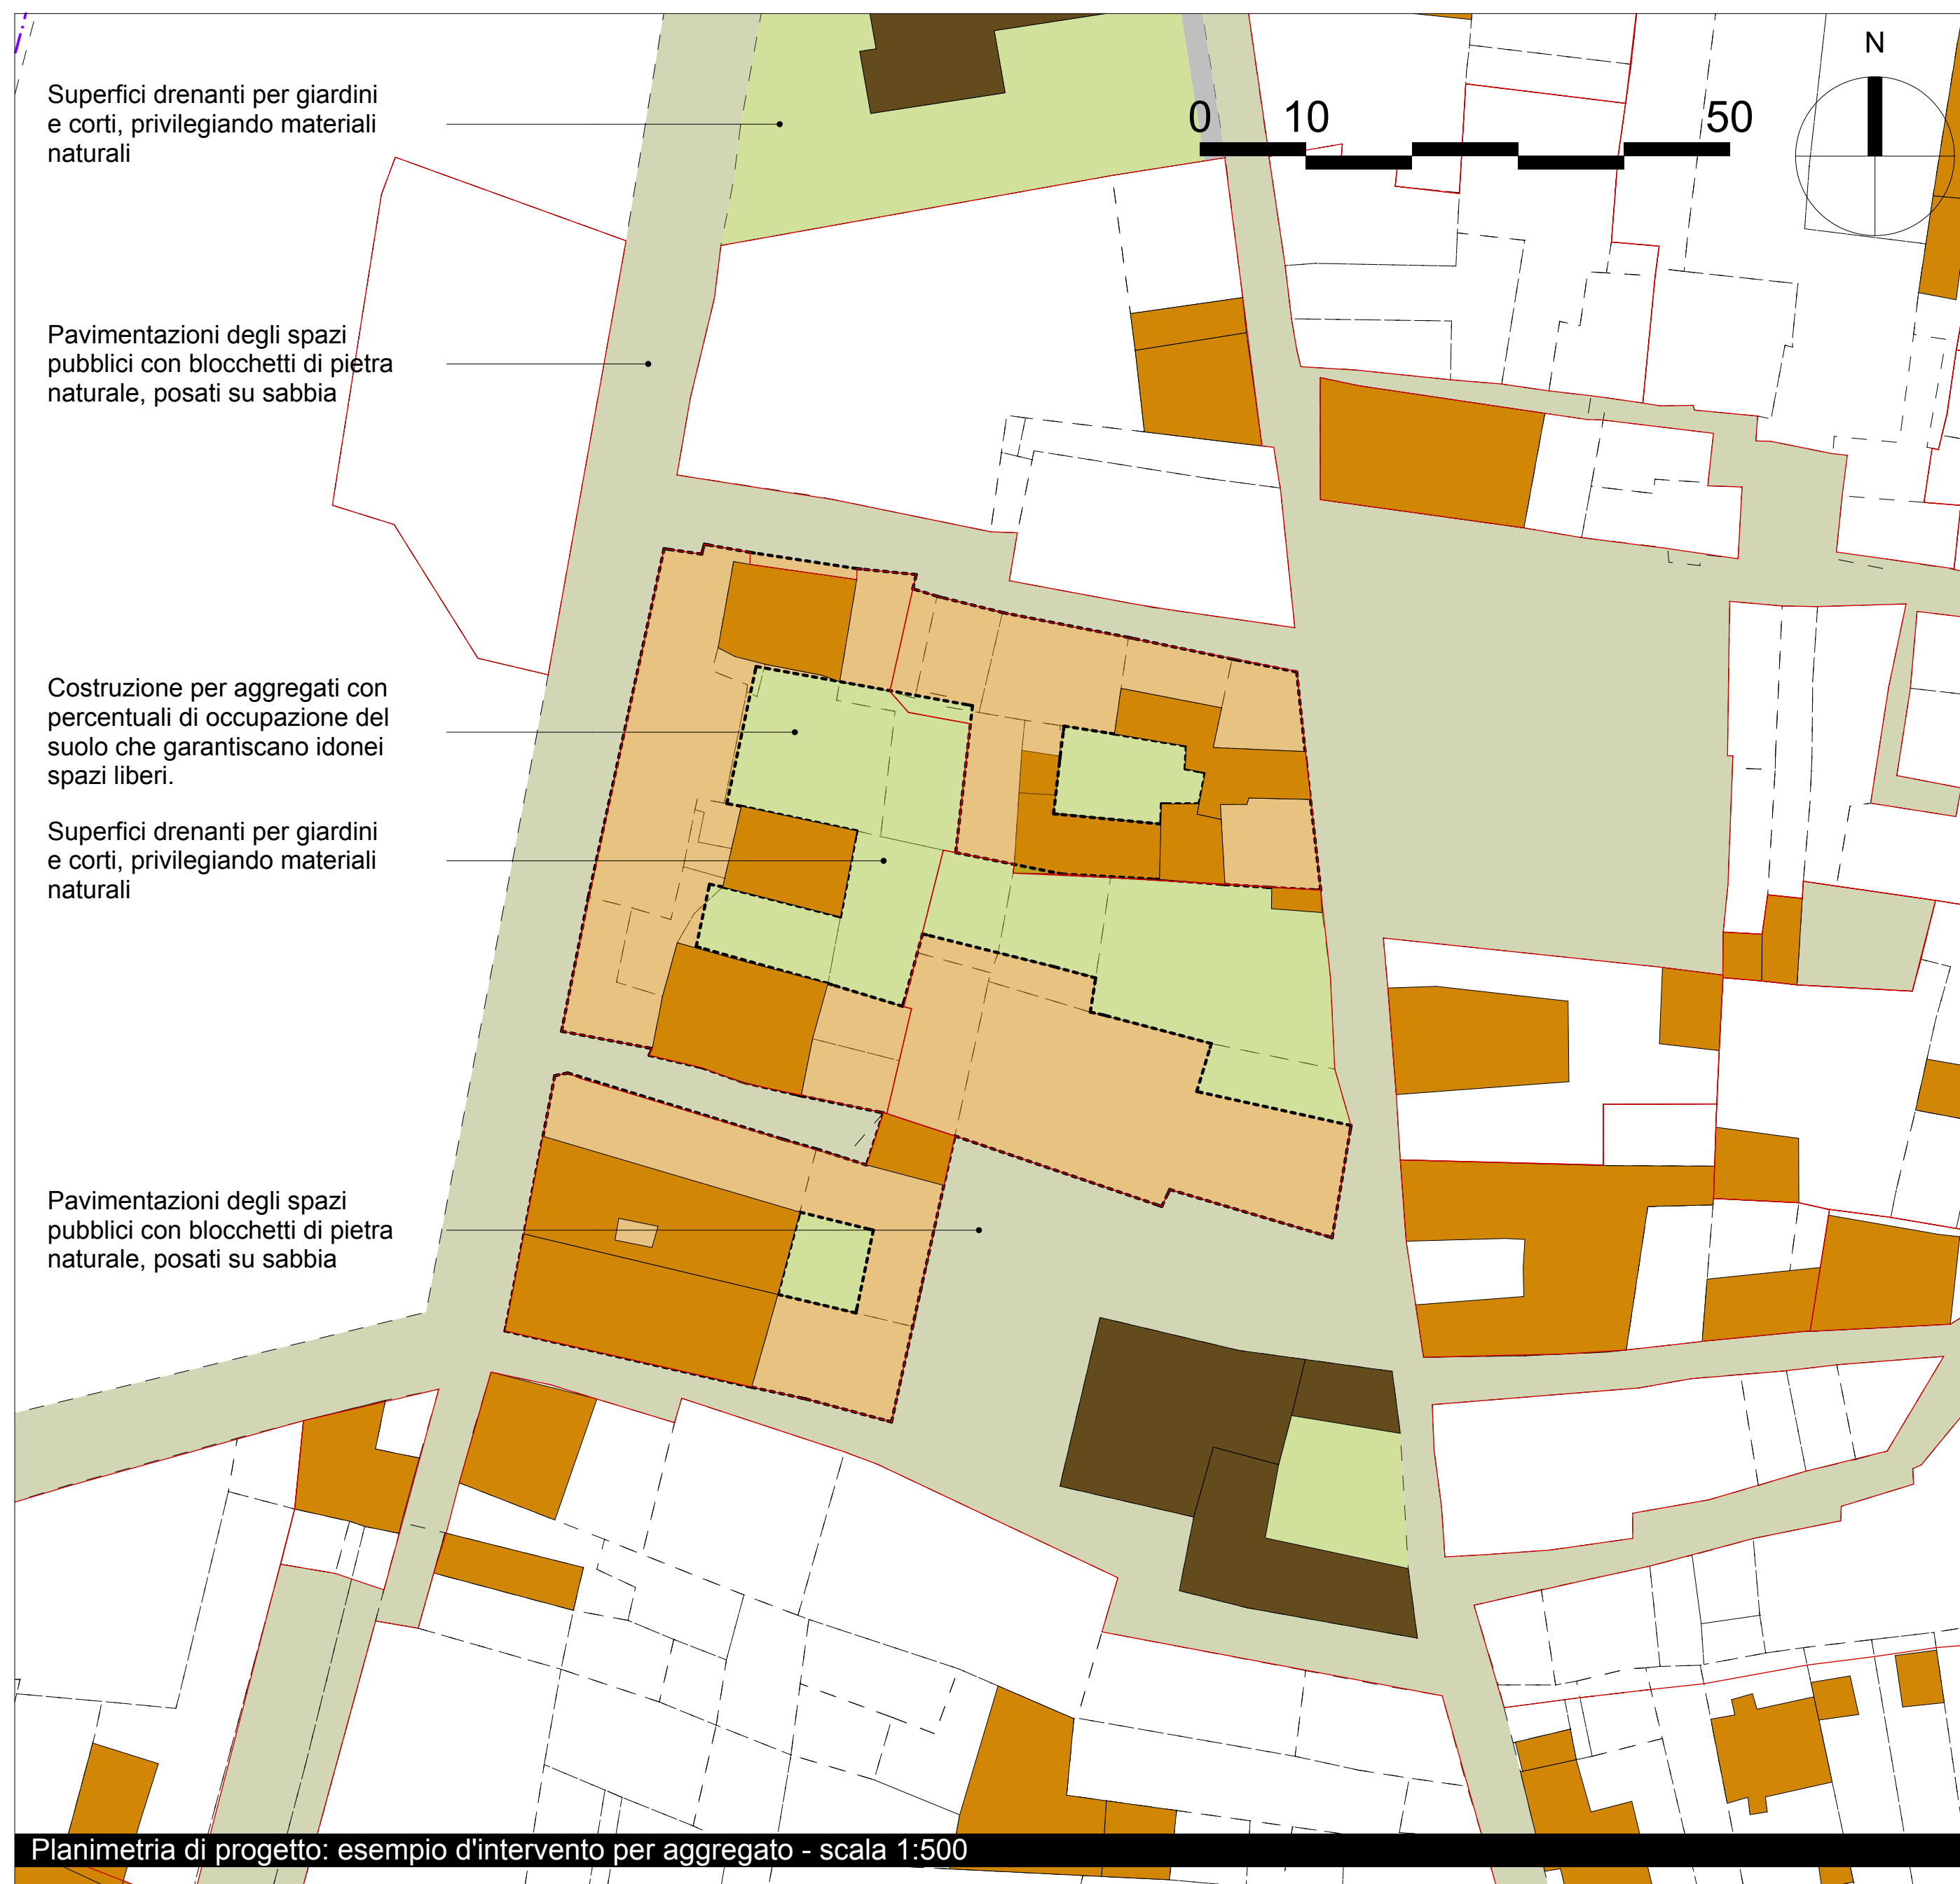 N
0 10 50
Superfici drenanti per giardini
e corti, privilegiando materiali
naturali
Pavimentazioni degli spazi
pubblici con blocchetti di pietra
naturale, posati su sabbia
Costruzione per aggregati con
percentuali di occupazione del
suolo che garantiscano idonei
spazi liberi.
Superfici drenanti per giardini
e corti, privilegiando materiali
naturali
Pavimentazioni degli spazi
pubblici con blocchetti di pietra
naturale, posati su sabbia
Planimetria di progetto: esempio d'intervento per aggregato - scala 1:500